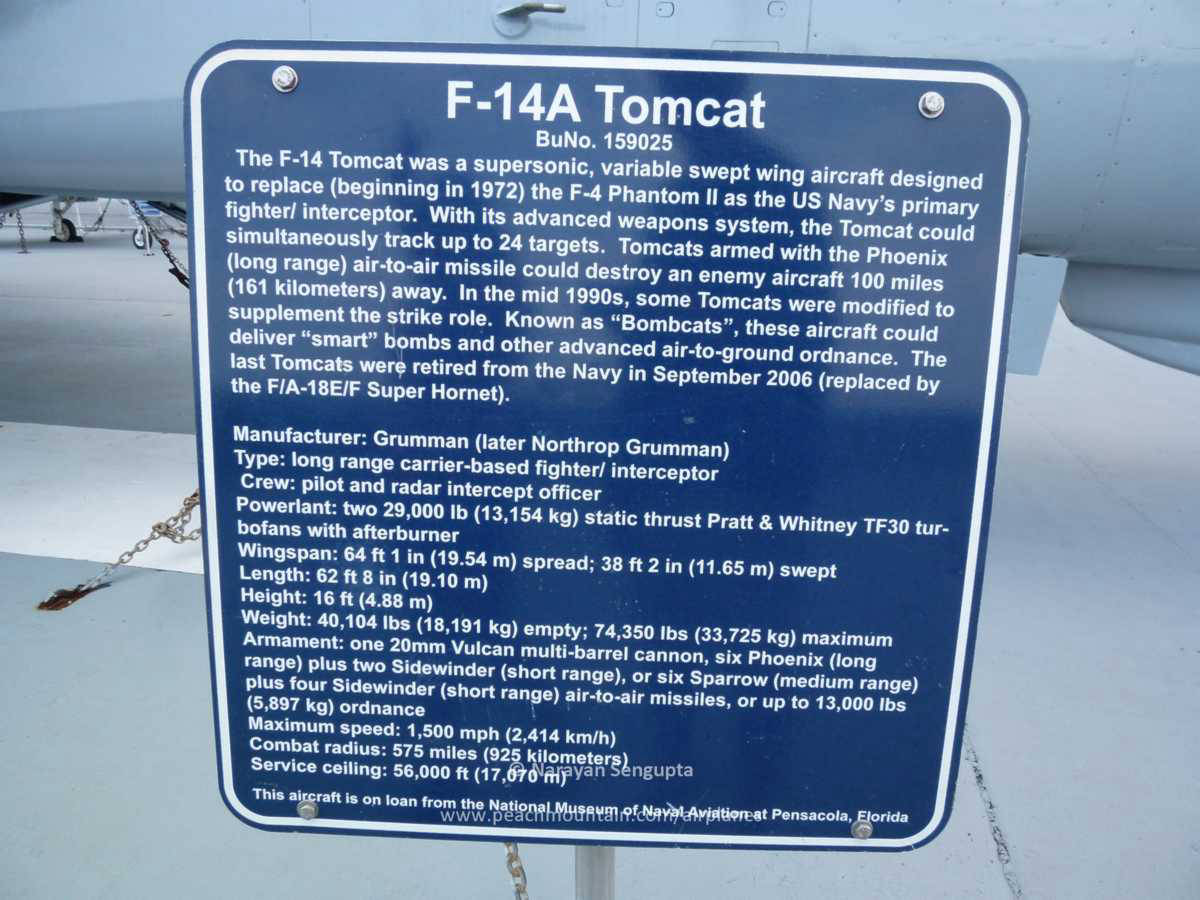 F-14A Tomcat
BuNo. 159025
The F-14 Tomcat was a supersonic, variable swept wing aircraft designed
to replace (beginning in 1972) the F-4 Phantom II as the US Navy's primary
fighter/ interceptor. With its advanced weapons system, the Tomcat could
simultaneously track up to 24 targets. Tomcats armed with the Phoenix
(long range) air-to-air missile could destroy an enemy aircraft 100 miles
(161 kilometers) away. In the mid 1990s, some Tomcats were modified to
supplement the strike role. Known as “Bombcats”, these aircraft could
deliver “smart” bombs and other advanced air-to-ground ordnance. The
last Tomcats were retired from the Navy in September 2006 (replaced by
the F/A-18E/F Super Hornet).
Manufacturer: Grumman (later Northrop Grumman)
Type: long range carrier-based fighter/ interceptor
Crew: pilot and radar intercept officer
Powerlant: two 29,000 lb (13,154 kg) static thrust Pratt & Whitney TF30 tur-
bofans with afterburner
Wingspan: 64 ft 1 in (19.54 m) spread; 38 ft 2 in (11.65 m) swept
Length: 62 ft 8 in (19.10 m)
Height: 16 ft (4.88 m)
Weight: 40,104 lbs (18,191 kg) empty; 74,350 lbs (33,725 kg) maximum
Armament: one 20mm Vulcan multi-barrel cannon, six Phoenix (long
range) plus two Sidewinder (short range), or six Sparrow (medium range)
plus four Sidewinder (short range) air-to-air missiles, or up to 13,000 lbs
(5,897 kg) ordnance
Maximum speed: 1,500 mph (2,414 km/h)
Combat radius: 575 miles (925 kilometers)
Service ceiling: 56,000 ft (17,070 m)
© Narayan Sengupta
This aircraft is on loan from the National Museum of Naval Aviation at Pensacola, Florida
www.peachmountain.com/airplanes